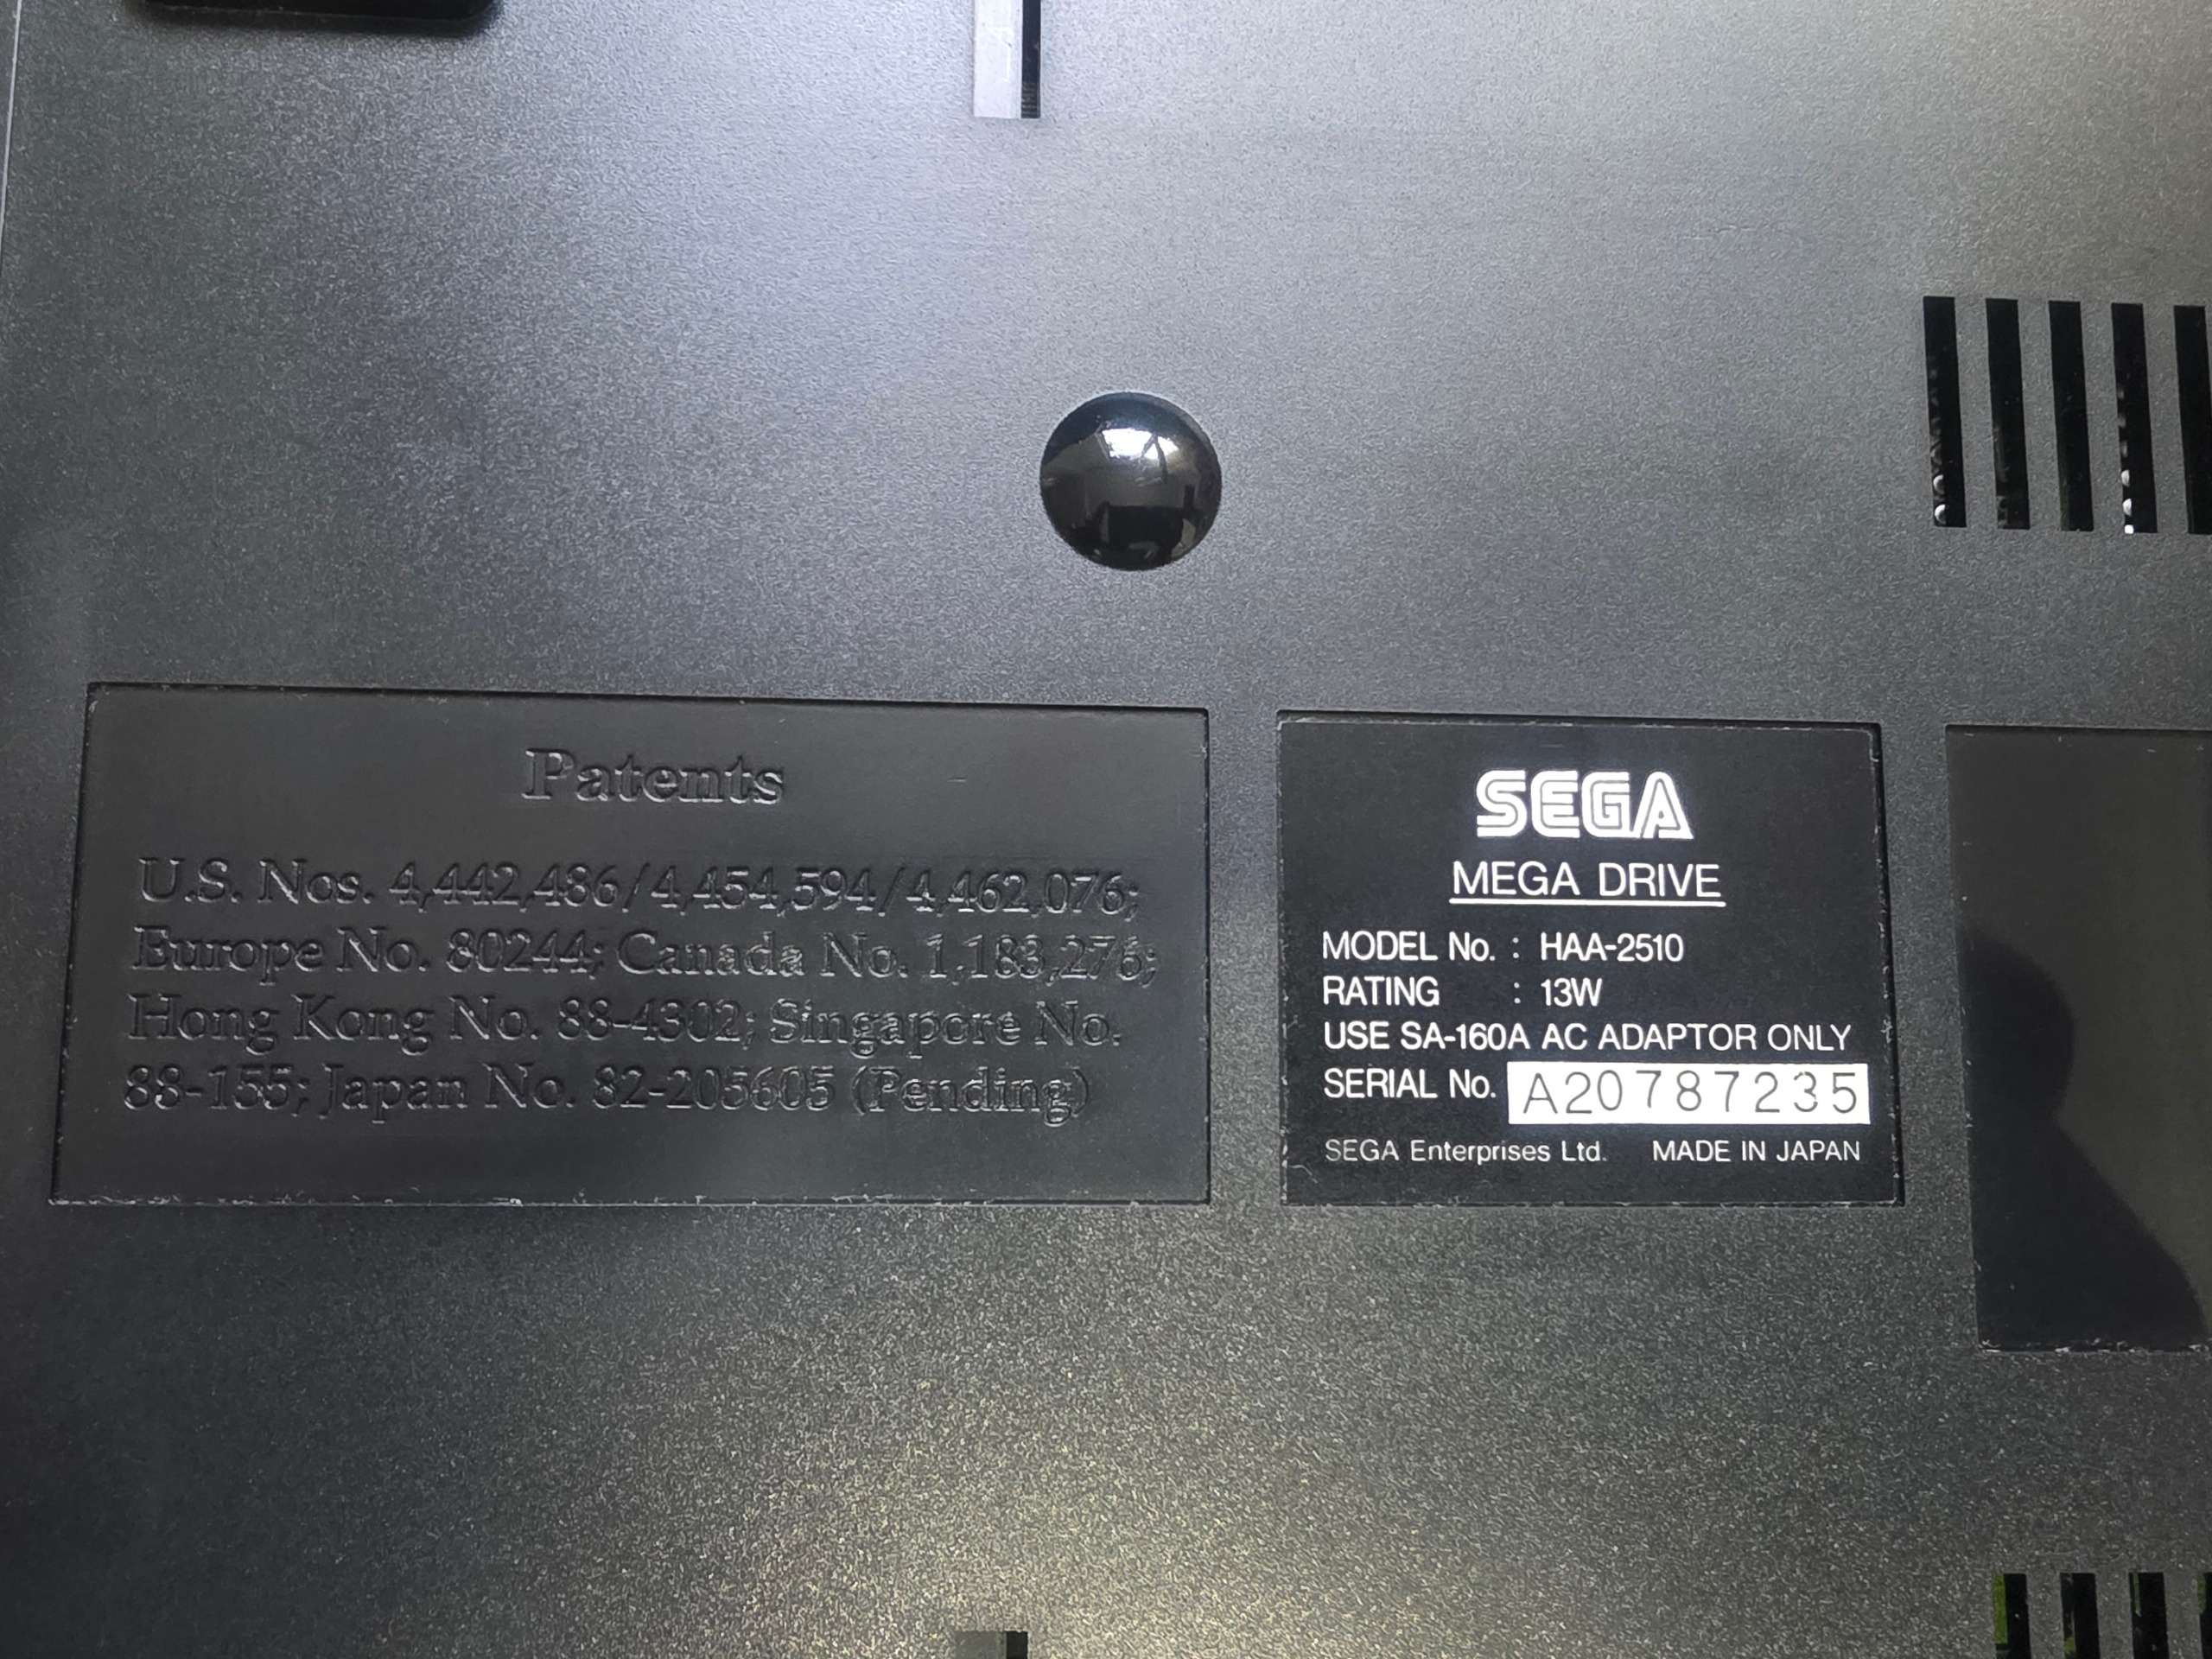 Patents
U.S. Nos. 4,442,486/4,454,594/4,462,076;
Europe No. 80244; Canada No. 1,183,276;
Hong Kong No. 88-4302; Singapore No.
88-155; Japan No. 82-205605 (Pending)
SEGA
MEGA DRIVE
MODEL No. : HAA-2510
RATING : 13W
USE SA-160A AC ADAPTOR ONLY
SERIAL No. A20787235
SEGA Enterprises Ltd. MADE IN JAPAN